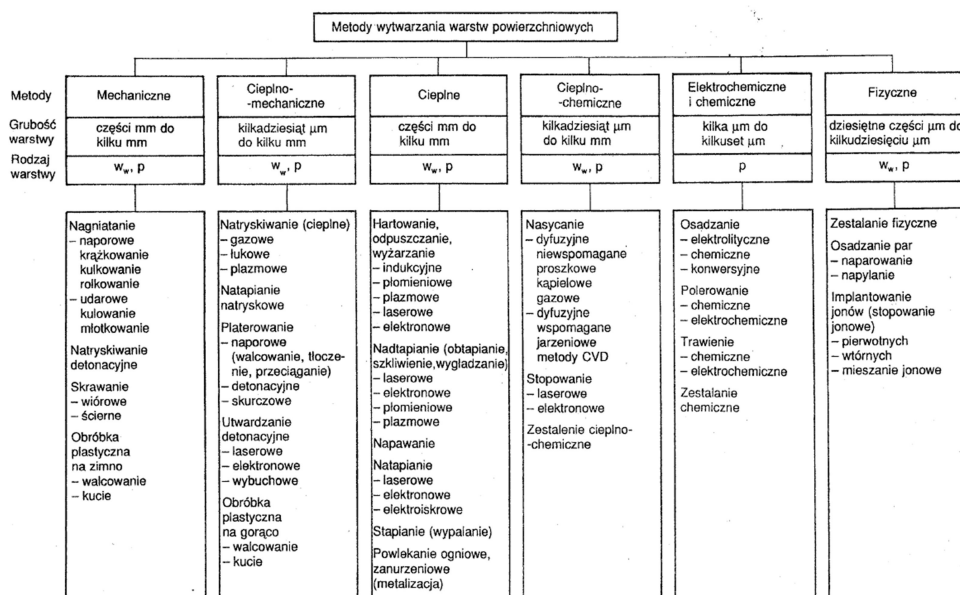 Metody wytwarzania warstw powierzchniowych
Metody
Mechaniczne
Cieplno-
-mechaniczne
Cieplne
Cieplno-
-chemiczne
Elektrochemiczne
i chemiczne
Fizyczne
Grubość
warstwy
części mm do
kilku mm
kilkadziesiąt μm
do kilku mm
części mm do
kilku mm
kilkadziesiąt μm
do kilku mm
kilka μm do
kilkuset μm
dziesiętne części μm do
kilkudziesięciu μm
Rodzaj
warstwy
w_w, p
w_w, p
w_w, p
w_w, p
p
w_w, p
Nagniatanie
– naporowe
krążkowanie
kulkowanie
rolkowanie
– udarowe
kulowanie
młotkowanie
Natryskiwanie
detonacyjne
Skrawanie
– wiórowe
– ścierne
Obróbka
plastyczna
na zimno
– walcowanie
– kucie
Natryskiwanie (cieplne)
– gazowe
– łukowe
– plazmowe
Natapianie
natryskowe
Platerowanie
– naporowe
(walcowanie, tłocze-
nie, przeciąganie)
– detonacyjne
– skurczowe
Utwardzanie
detonacyjne
– laserowe
– elektronowe
– wybuchowe
Obróbka
plastyczna
na gorąco
– walcowanie
– kucie
Hartowanie,
odpuszczanie,
wyżarzanie
– indukcyjne
– płomieniowe
– plazmowe
– laserowe
– elektronowe
Nadtapianie (obtapianie,
szkliwienie,wygładzanie)
– laserowe
– elektronowe
– płomieniowe
– plazmowe
Napawanie
Natapianie
– laserowe
– elektronowe
– elektroiskrowe
Stapianie (wypalanie)
Powlekanie ogniowe,
zanurzeniowe
(metalizacja)
Nasycanie
– dyfuzyjne
niewspomagane
proszkowe
kąpielowe
gazowe
– dyfuzyjne
wspomagane
jarzeniowe
metody CVD
Stopowanie
– laserowe
– elektronowe
Zestalenie cieplno-
-chemiczne
Osadzanie
– elektrolityczne
– chemiczne
– konwersyjne
Polerowanie
– chemiczne
– elektrochemiczne
Trawienie
– chemiczne
– elektrochemiczne
Zestalanie
chemiczne
Zestalanie fizyczne
Osadzanie par
– naparowanie
– napylanie
Implantowanie
jonów (stopowanie
jonowe)
– pierwotnych
– wtórnych
– mieszanie jonowe